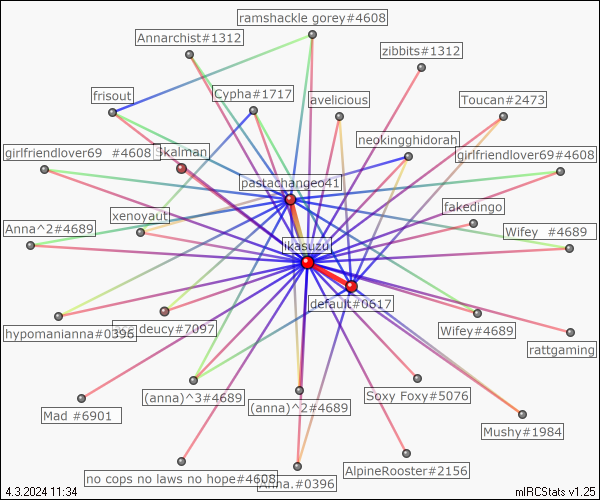 ramshackle gorey#4608
Annarchist#1312
zibbits#1312
frisout
Cypha#1717
avelicious
Toucan#2473
neokingghidorah
girlfriendlover69 #4608
Skalman
girlfriendlover69#4608
pastachangeo41
xenoyaut
fakedingo
Anna^2#4689
Wifey #4689
ikasuzu
default#0617
hypomanianna#0396
deucy#7097
Wifey#4689
rattgaming
Mad #6901
(anna)^3#4689
(anna)^2#4689
Soxy Foxy#5076
Mushy#1984
no cops no laws no hope#4608
Anna.#0396
AlpineRooster#2156
4.3.2024 11:34
mIRCStats v1.25